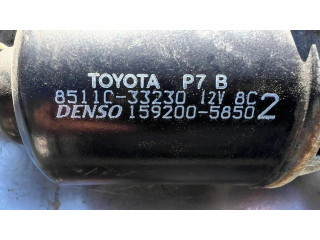 TOYOTA P7 B
85110-33230 12V 8C
DENSO 159200-5850 2